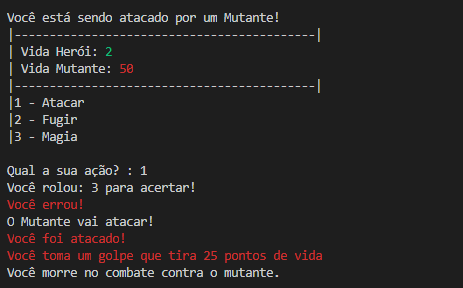 Você está sendo atacado por um Mutante!
|-------------------------------------------|
| Vida Herói: 2
| Vida Mutante: 50
|-------------------------------------------|
|1 - Atacar
|2 - Fugir
|3 - Magia
Qual a sua ação? : 1
Você rolou: 3 para acertar!
Você errou!
O Mutante vai atacar!
Você foi atacado!
Você toma um golpe que tira 25 pontos de vida
Você morre no combate contra o mutante.